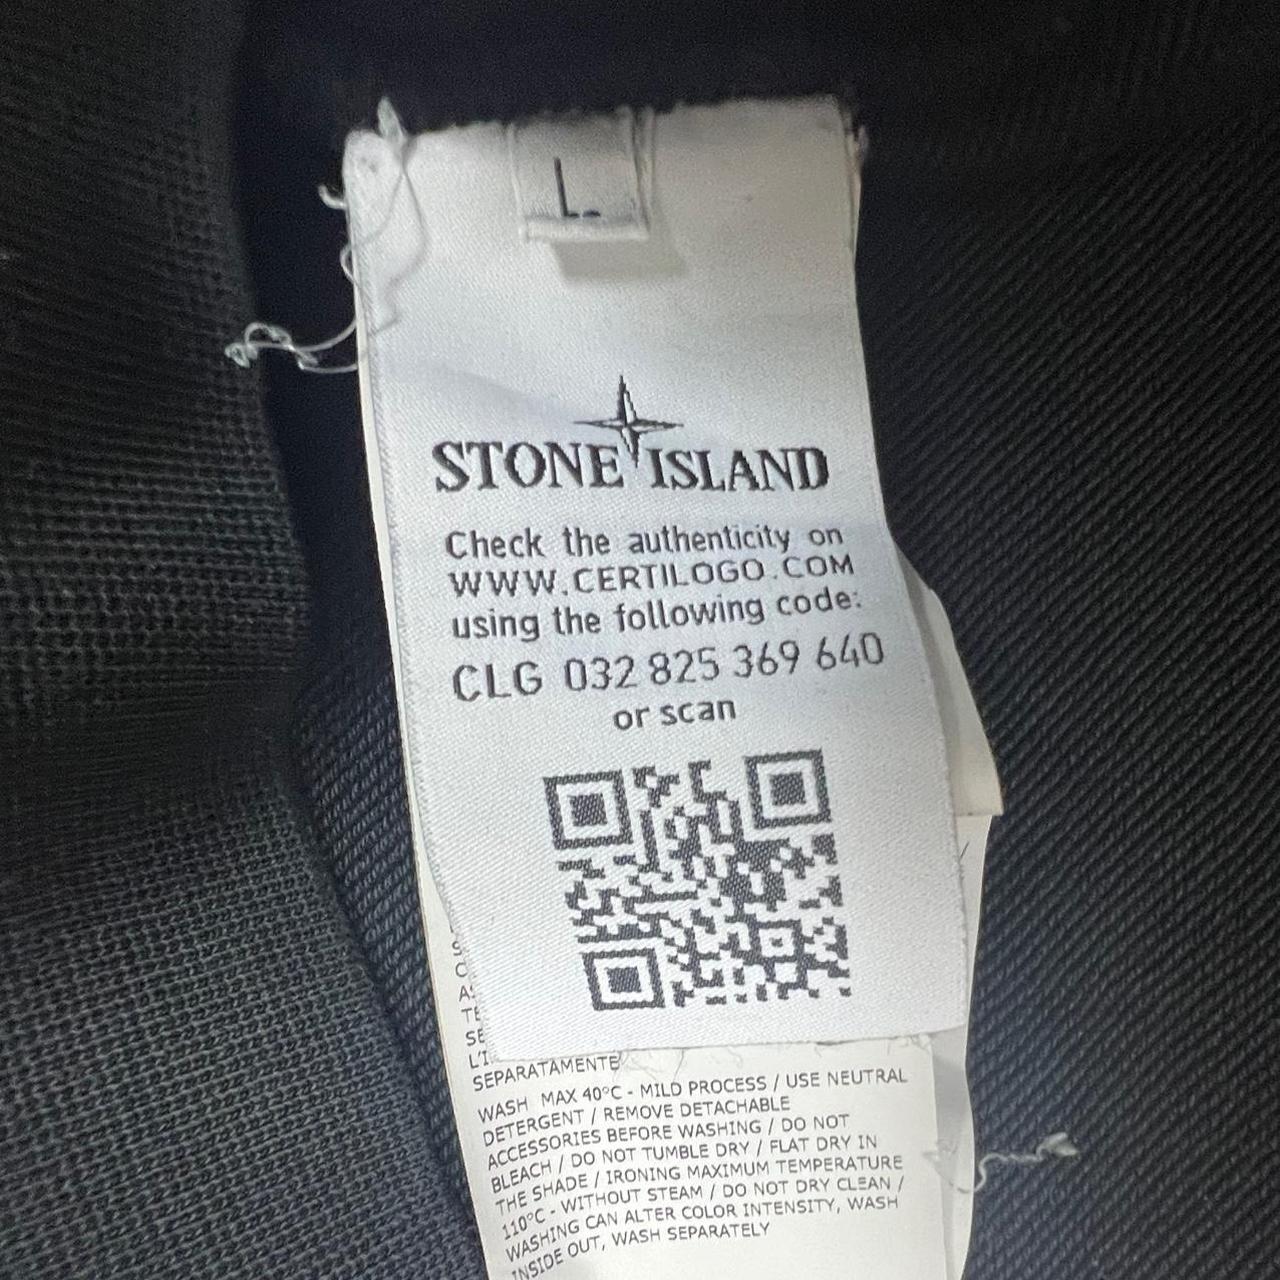 L.
STONE ISLAND
Check the authenticity on
WWW.CERTILOGO.COM
using the following code:
CLG 032 825 369 640
or scan
SEPARATAMENTE
WASH MAX 40°C - MILD PROCESS / USE NEUTRAL
DETERGENT / REMOVE DETACHABLE
ACCESSORIES BEFORE WASHING / DO NOT
BLEACH / DO NOT TUMBLE DRY / FLAT DRY IN
THE SHADE / IRONING MAXIMUM TEMPERATURE
110°C - WITHOUT STEAM / DO NOT DRY CLEAN /
WASHING CAN ALTER COLOR INTENSITY, WASH
INSIDE OUT, WASH SEPARATELY